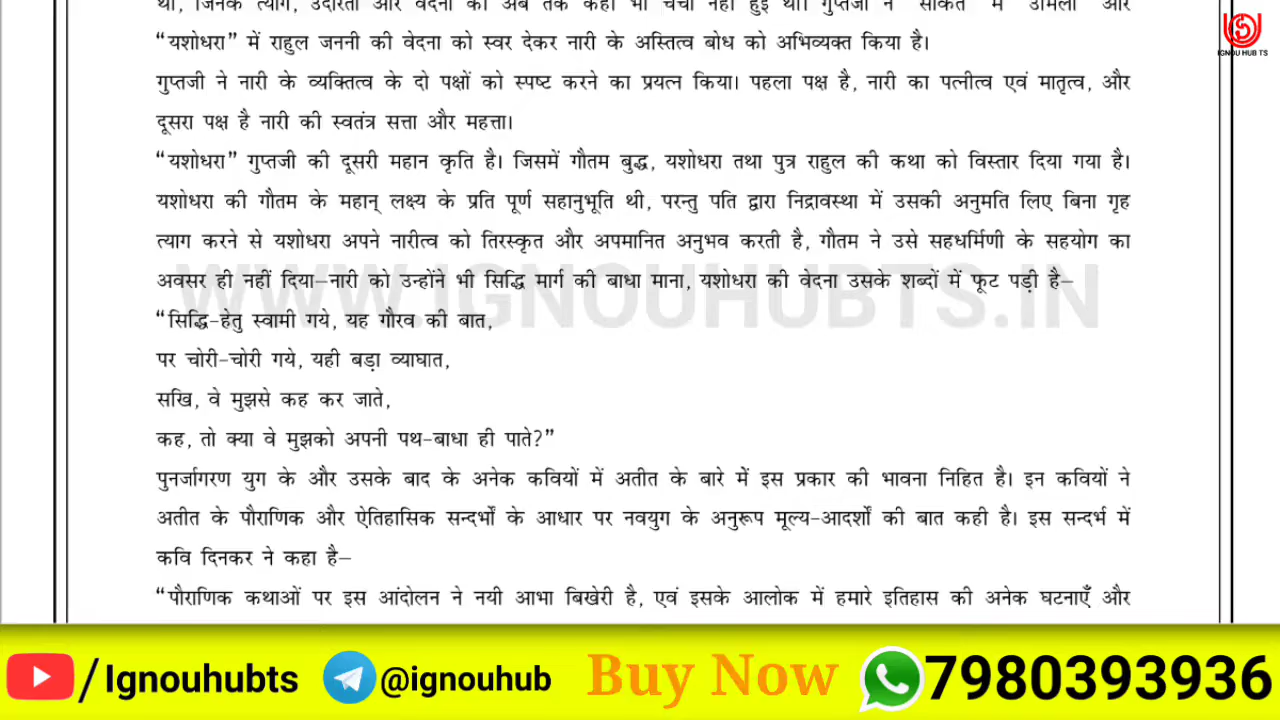 थी, जिनके त्याग, उदारता और वेदना की अब तक कहीं भी चर्चा नहीं हुई थी। गुप्तजी ने "साकेत" में "उर्मिला" और
“यशोधरा” में राहुल जननी की वेदना को स्वर देकर नारी के अस्तित्व बोध को अभिव्यक्त किया है।
गुप्तजी ने नारी के व्यक्तित्व के दो पक्षों को स्पष्ट करने का प्रयत्न किया। पहला पक्ष है, नारी का पत्नीत्व एवं मातृत्व, और
दूसरा पक्ष है नारी की स्वतंत्र सत्ता और महत्ता।
“यशोधरा” गुप्तजी की दूसरी महान कृति है। जिसमें गौतम बुद्ध, यशोधरा तथा पुत्र राहुल की कथा को विस्तार दिया गया है।
यशोधरा की गौतम के महान् लक्ष्य के प्रति पूर्ण सहानुभूति थी, परन्तु पति द्वारा निद्रावस्था में उसकी अनुमति लिए बिना गृह
त्याग करने से यशोधरा अपने नारीत्व को तिरस्कृत और अपमानित अनुभव करती है, गौतम ने उसे सहधर्मिणी के सहयोग का
अवसर ही नहीं दिया–नारी को उन्होंने भी सिद्धि मार्ग की बाधा माना, यशोधरा की वेदना उसके शब्दों में फूट पड़ी है–
WWW.IGNOUHUBTS.IN
“सिद्धि-हेतु स्वामी गये, यह गौरव की बात,
पर चोरी-चोरी गये, यही बड़ा व्याघात,
सखि, वे मुझसे कह कर जाते,
कह, तो क्या वे मुझको अपनी पथ-बाधा ही पाते?”
पुनर्जागरण युग के और उसके बाद के अनेक कवियों में अतीत के बारे में इस प्रकार की भावना निहित है। इन कवियों ने
अतीत के पौराणिक और ऐतिहासिक सन्दर्भों के आधार पर नवयुग के अनुरूप मूल्य-आदर्शों की बात कही है। इस सन्दर्भ में
कवि दिनकर ने कहा है–
“पौराणिक कथाओं पर इस आंदोलन ने नयी आभा बिखेरी है, एवं इसके आलोक में हमारे इतिहास की अनेक घटनाएँ और
IGNOU HUB TS
/Ignouhubts @ignouhub Buy Now 7980393936